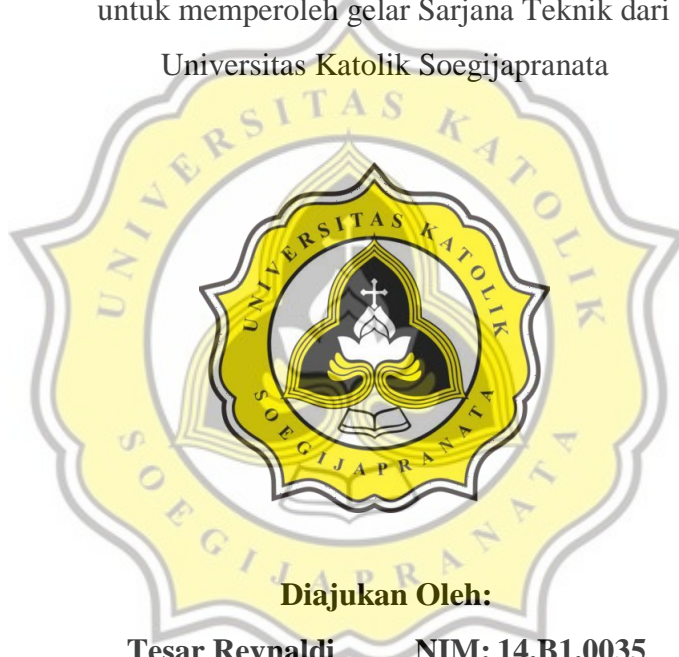 untuk memperoleh gelar Sarjana Teknik dari
Universitas Katolik Soegijapranata
UNIVERSITAS KATOLIK
SOEGIJAPRANATA
UNIVERSITAS KATOLIK
SOEGIJAPRANATA
Diajukan Oleh:
Tesar Reynaldi NIM: 14.B1.0035